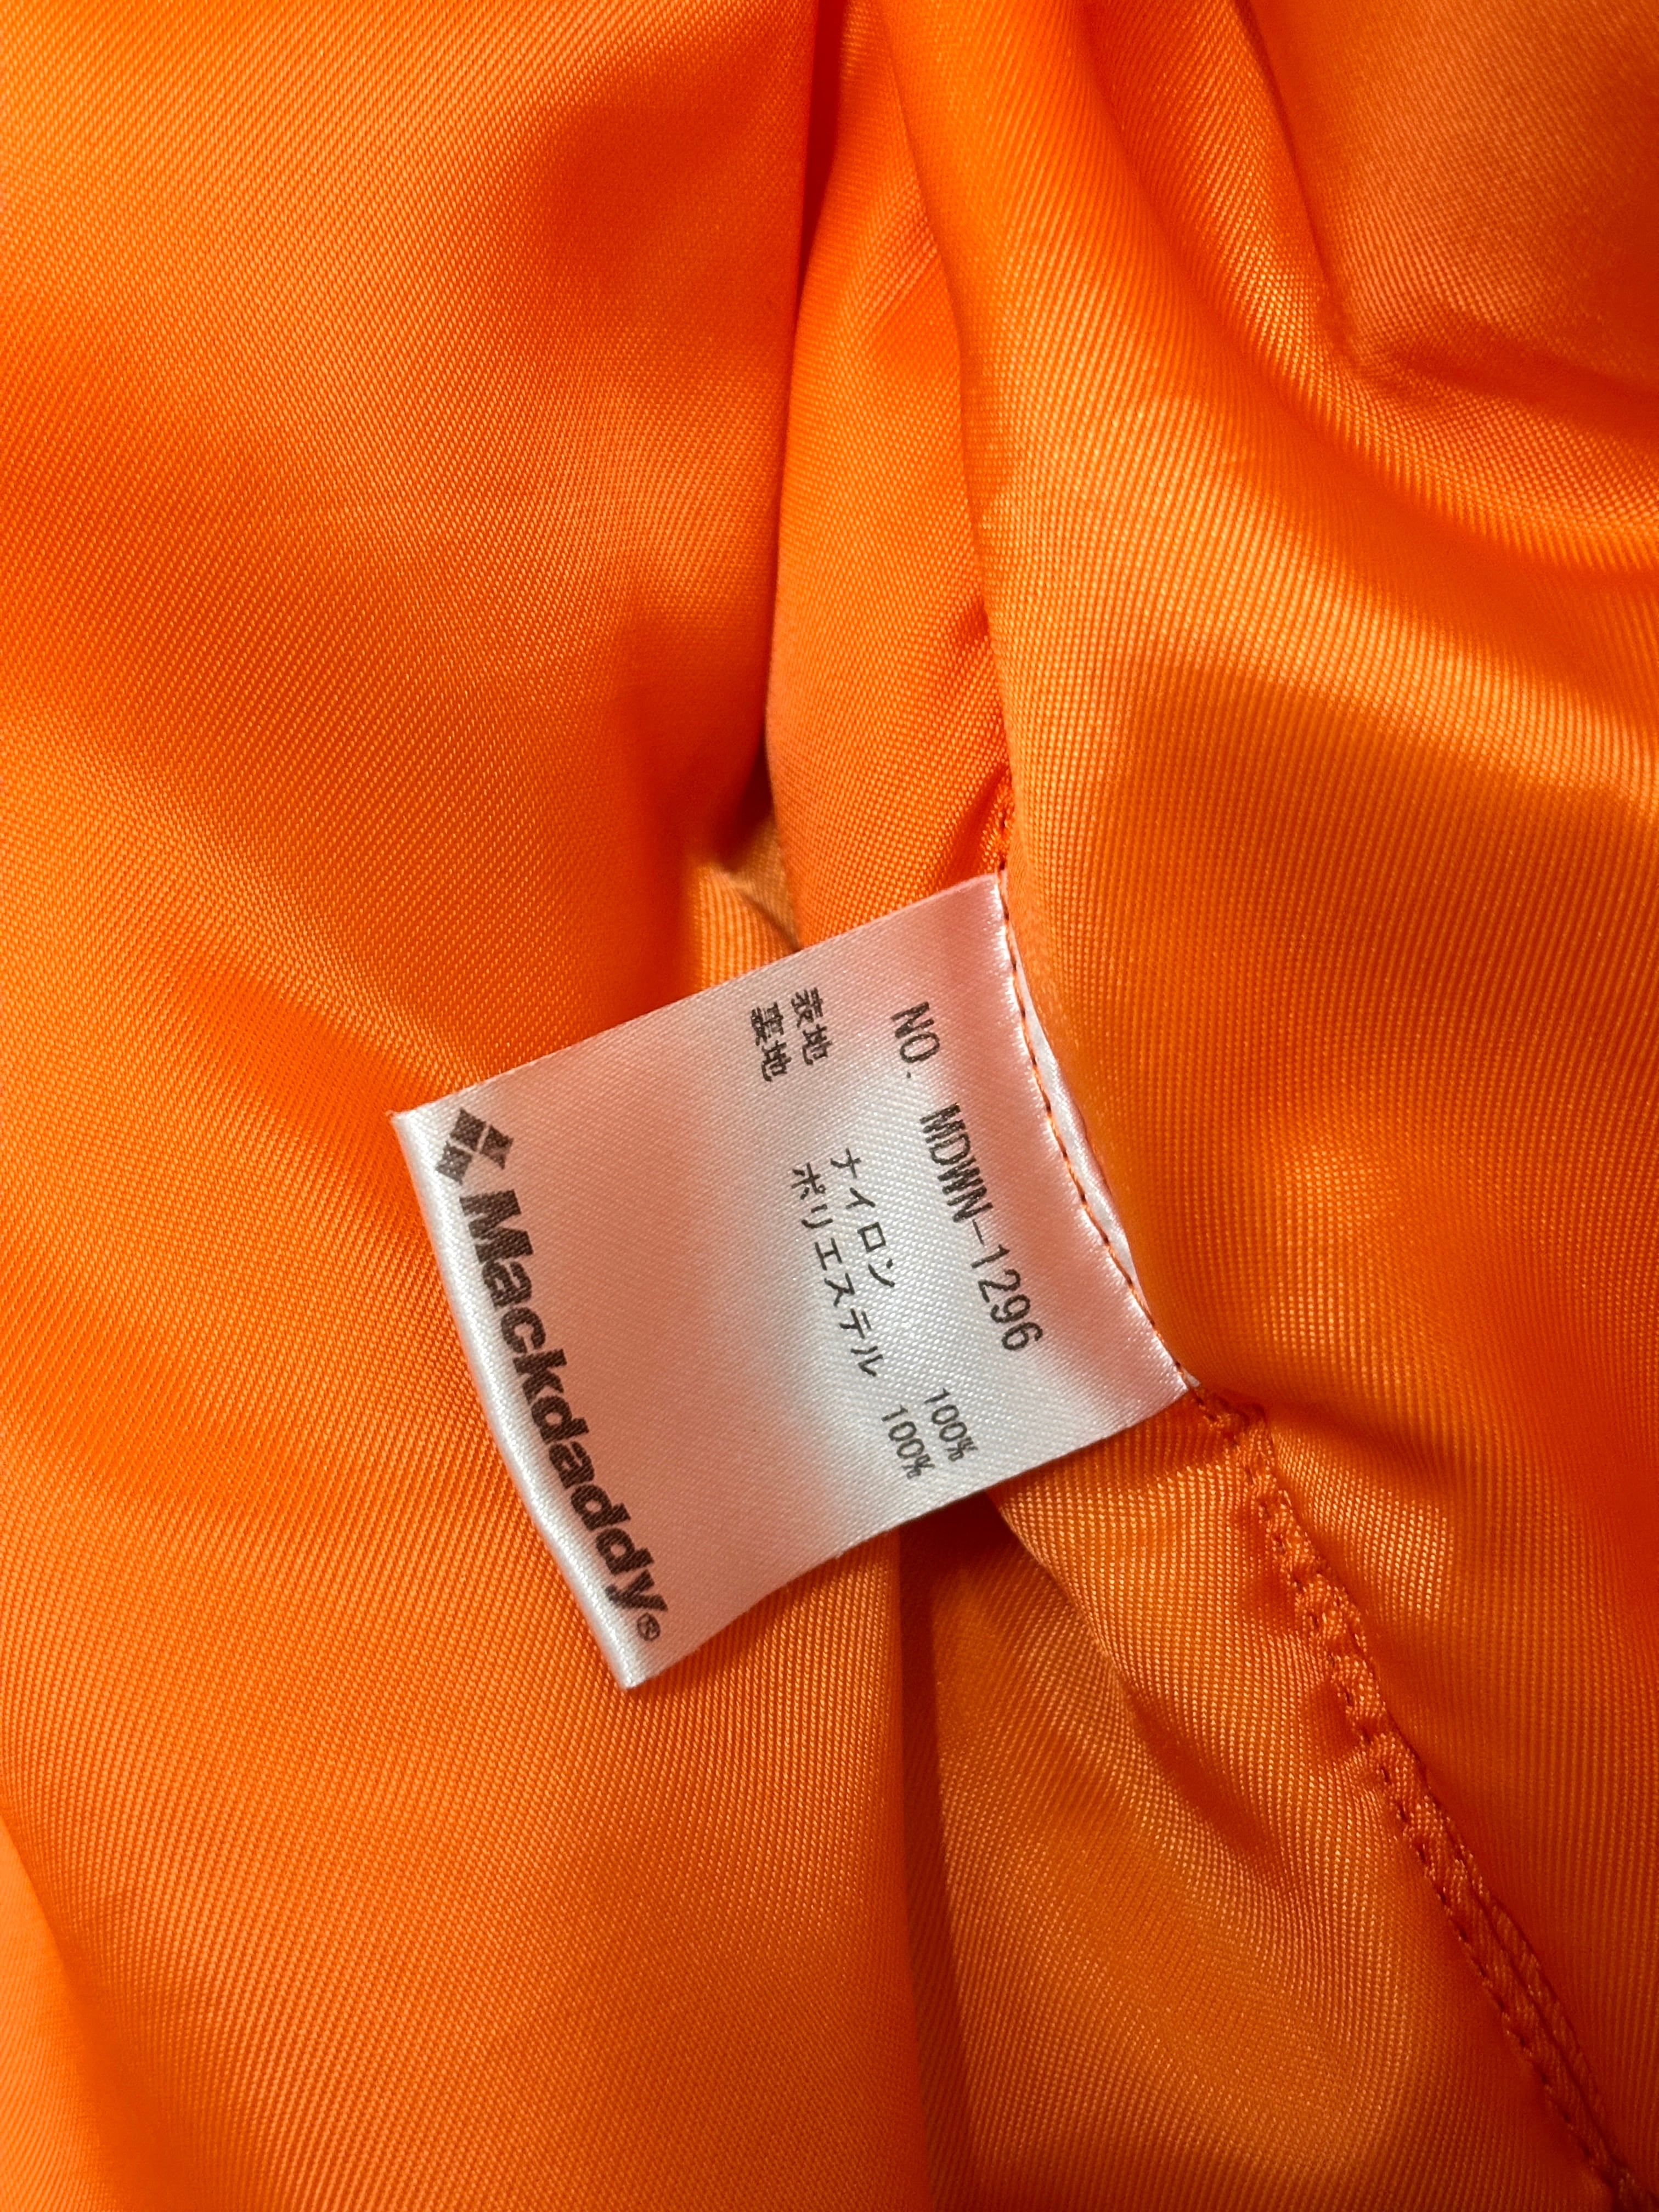 NO. MDWN-1296
表地 ナイロン 100%
裏地 ポリエステル 100%
Mackdaddy®